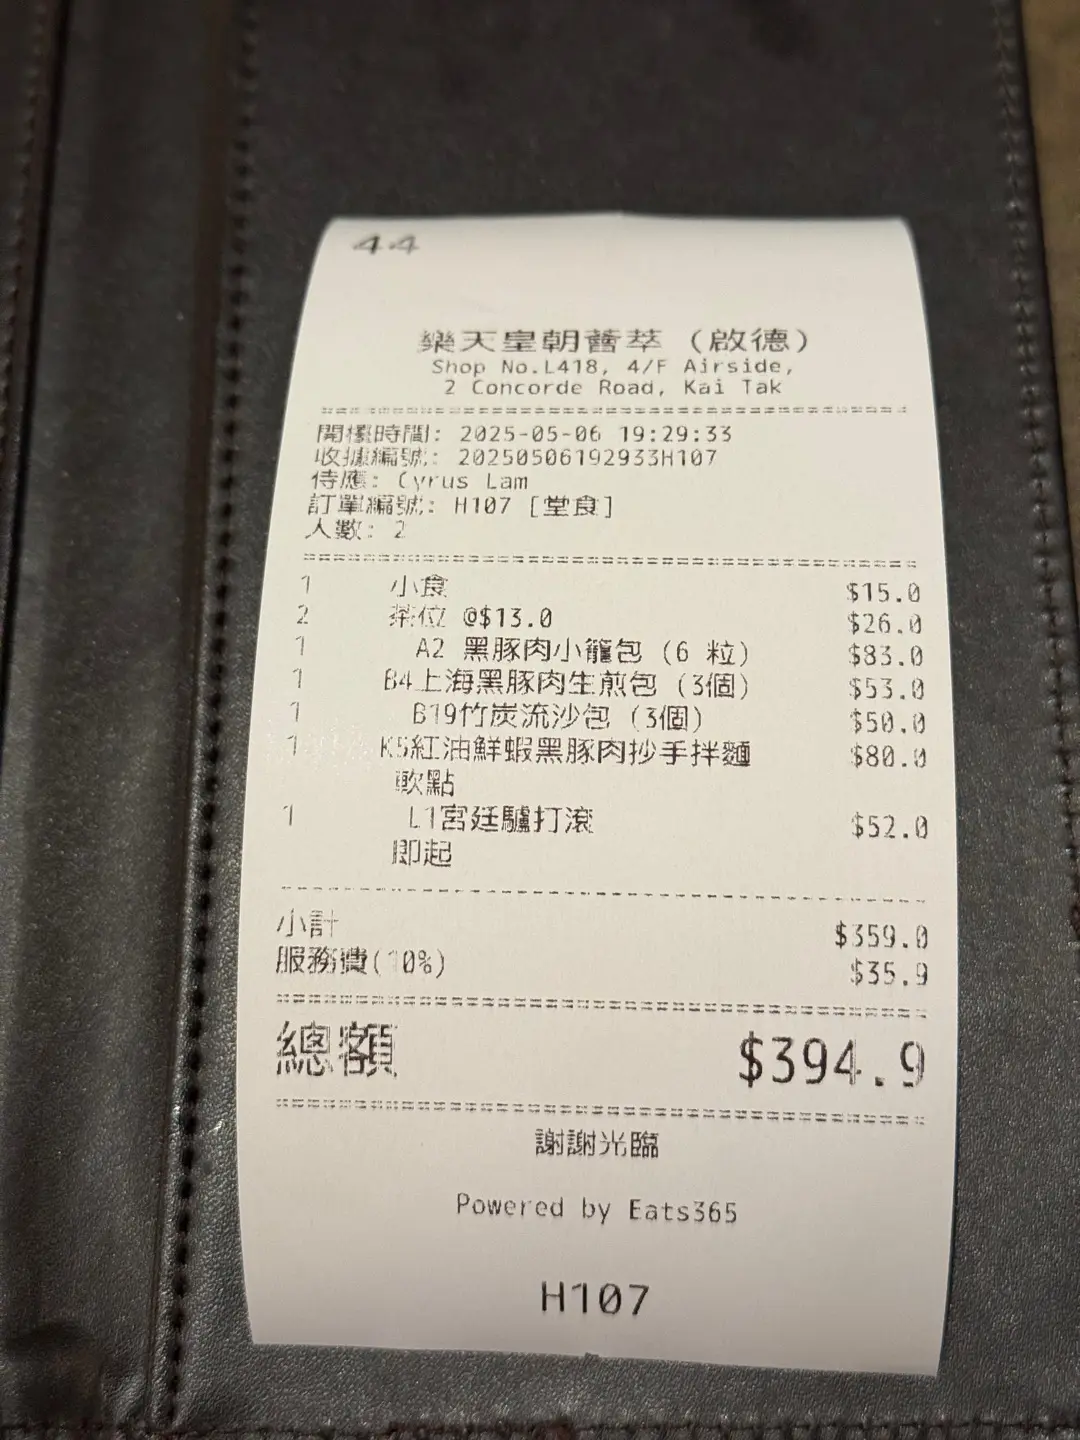 44
樂天皇朝薈萃 (啟德)
Shop No.L418, 4/F Airside,
2 Concorde Road, Kai Tak
開檯時間: 2025-05-06 19:29:33
收據編號: 20250506192933H107
侍應: Cyrus Lam
訂單編號: H107 [堂食]
人數: 2
1 小食 $15.0
2 茶位 @$13.0 $26.0
1 A2 黑豚肉小籠包 (6 粒) $83.0
1 B4上海黑豚肉生煎包 (3個) $53.0
1 B19竹炭流沙包 (3個) $50.0
1 K5紅油鮮蝦黑豚肉抄手拌麵 $80.0
軟點
1 L1宮廷驢打滾 $52.0
即起
小計 $359.0
服務費(10%) $35.9
總額 $394.9
謝謝光臨
Powered by Eats365
H107